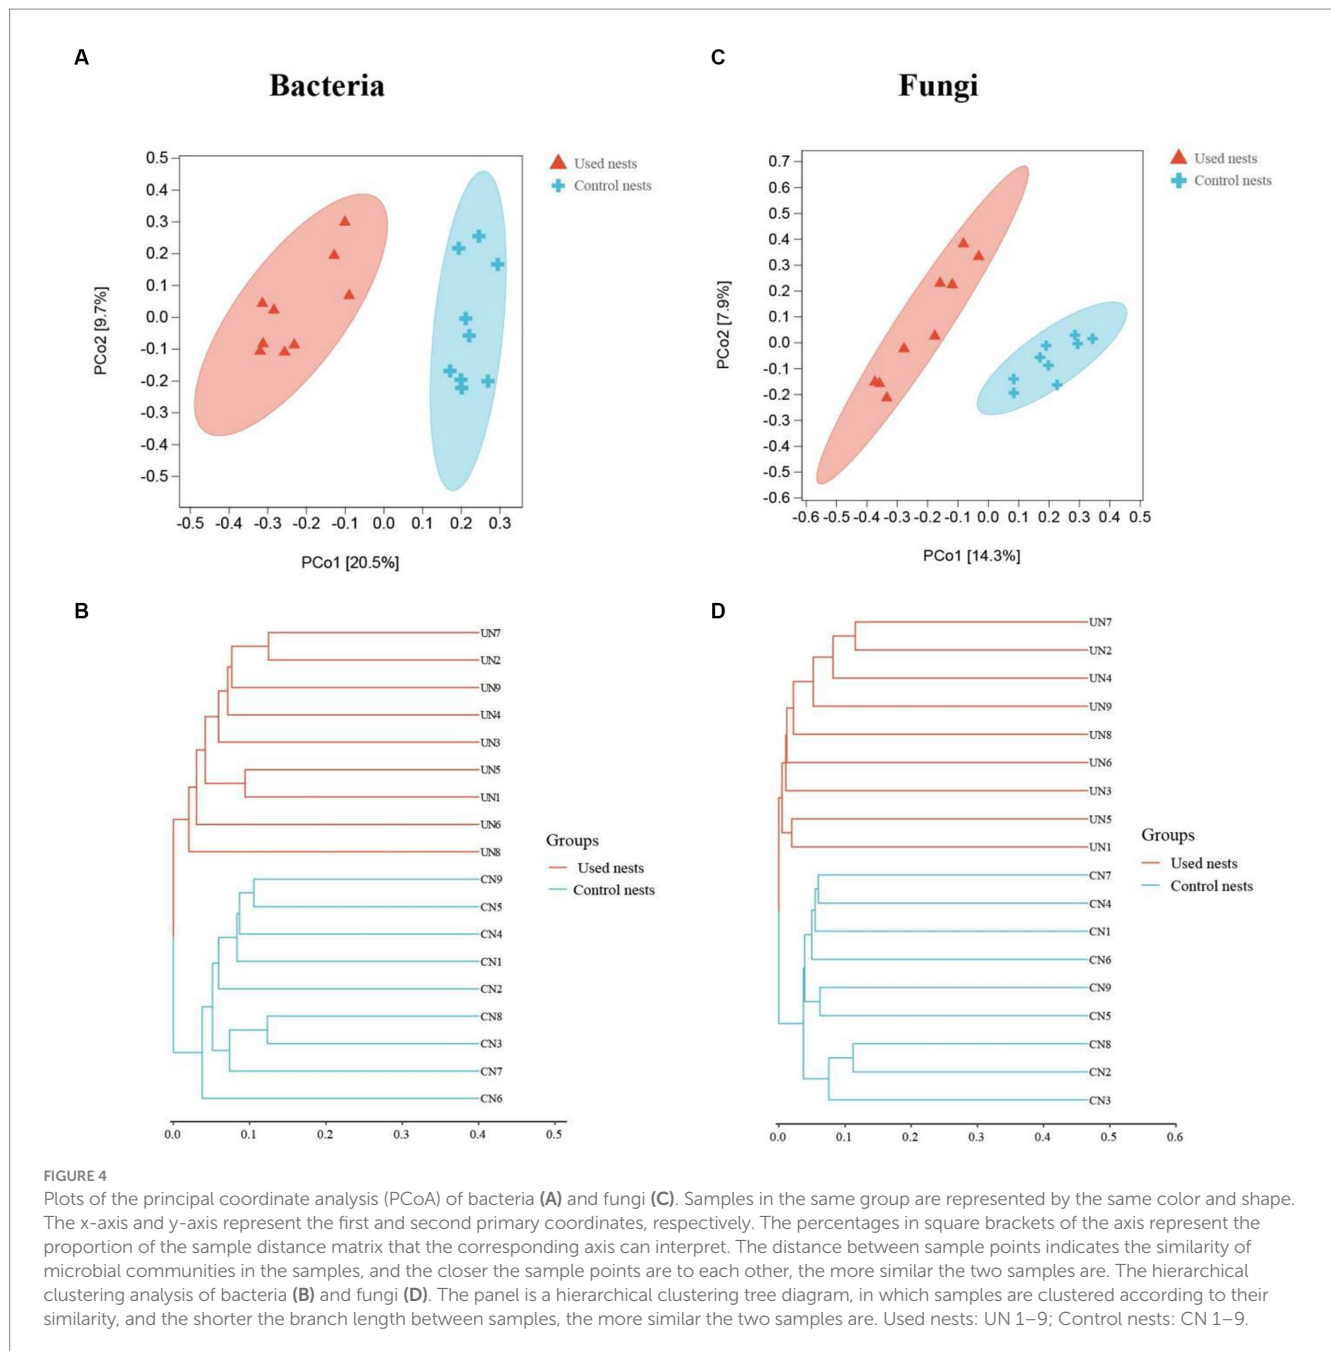 A
Bacteria
Used nests
Control nests
0.5
0.4
0.3
0.2
0.1
0.0
-0.1
-0.2
-0.3
-0.4
-0.5
PCo2 [9.7%]
-0.5 -0.4 -0.3 -0.2 -0.1 0.0 0.1 0.2 0.3
PCo1 [20.5%]
C
Fungi
Used nests
Control nests
0.7
0.6
0.5
0.4
0.3
0.2
0.1
0.0
-0.1
-0.2
-0.3
-0.4
-0.5
-0.6
PCo2 [7.9%]
-0.6 -0.5 -0.4 -0.3 -0.2 -0.1 0.0 0.1 0.2 0.3 0.4 0.5
PCo1 [14.3%]
B
UN7
UN2
UN9
UN4
UN3
UN5
UN1
UN6
UN8
CN9
CN5
CN4
CN1
CN2
CN8
CN3
CN7
CN6
Groups
Used nests
Control nests
0.0 0.1 0.2 0.3 0.4 0.5
D
UN7
UN2
UN4
UN9
UN8
UN6
UN3
UN5
UN1
CN7
CN4
CN1
CN6
CN9
CN5
CN8
CN2
CN3
Groups
Used nests
Control nests
0.0 0.1 0.2 0.3 0.4 0.5 0.6
FIGURE 4
Plots of the principal coordinate analysis (PCoA) of bacteria (A) and fungi (C). Samples in the same group are represented by the same color and shape.
The x-axis and y-axis represent the first and second primary coordinates, respectively. The percentages in square brackets of the axis represent the
proportion of the sample distance matrix that the corresponding axis can interpret. The distance between sample points indicates the similarity of
microbial communities in the samples, and the closer the sample points are to each other, the more similar the two samples are. The hierarchical
clustering analysis of bacteria (B) and fungi (D). The panel is a hierarchical clustering tree diagram, in which samples are clustered according to their
similarity, and the shorter the branch length between samples, the more similar the two samples are. Used nests: UN 1–9; Control nests: CN 1–9.